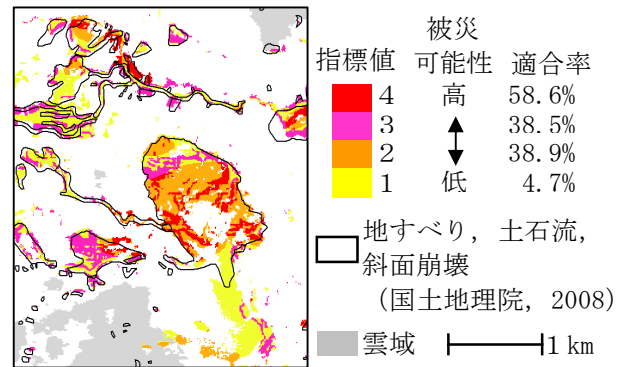 被災
指標値 可能性 適合率
4 高 58.6%
3 38.5%
2 38.9%
1 低 4.7%
地すべり，土石流，
斜面崩壊
（国土地理院，2008）
雲域 1 km